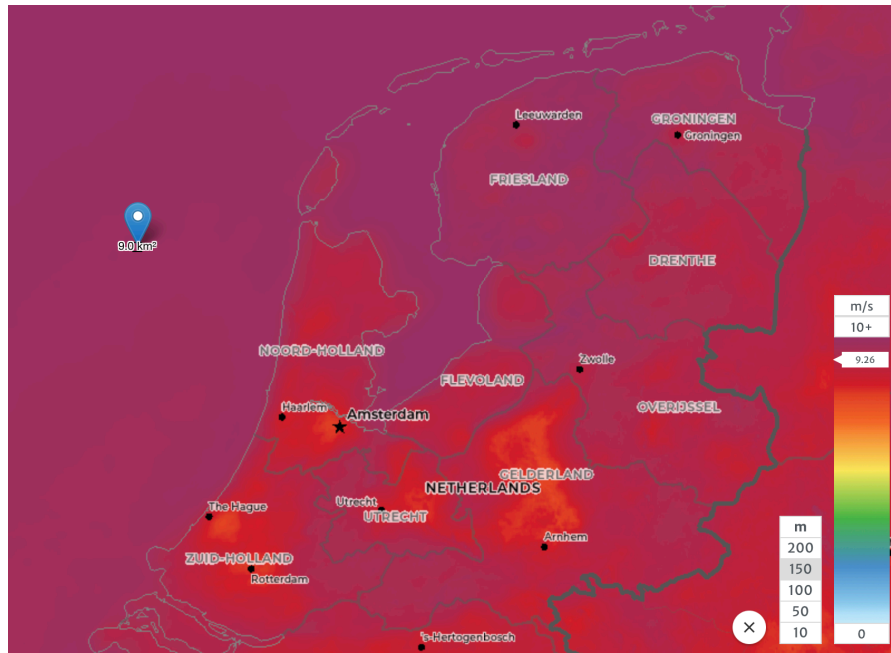 Leeuwarden
GRONINGEN
Groningen
FRIESLAND
9.0 km²
DRENTHE
m/s
10+
NOORD-HOLLAND
Zwolle
9.26
FLEVOLAND
Haarlem
Amsterdam
OVERIJSSEL
GELDERLAND
NETHERLANDS
Utrecht
The Hague
UTRECHT
m
Arnhem
200
ZUID-HOLLAND
150
Rotterdam
100
50
10
0
's-Hertogenbosch